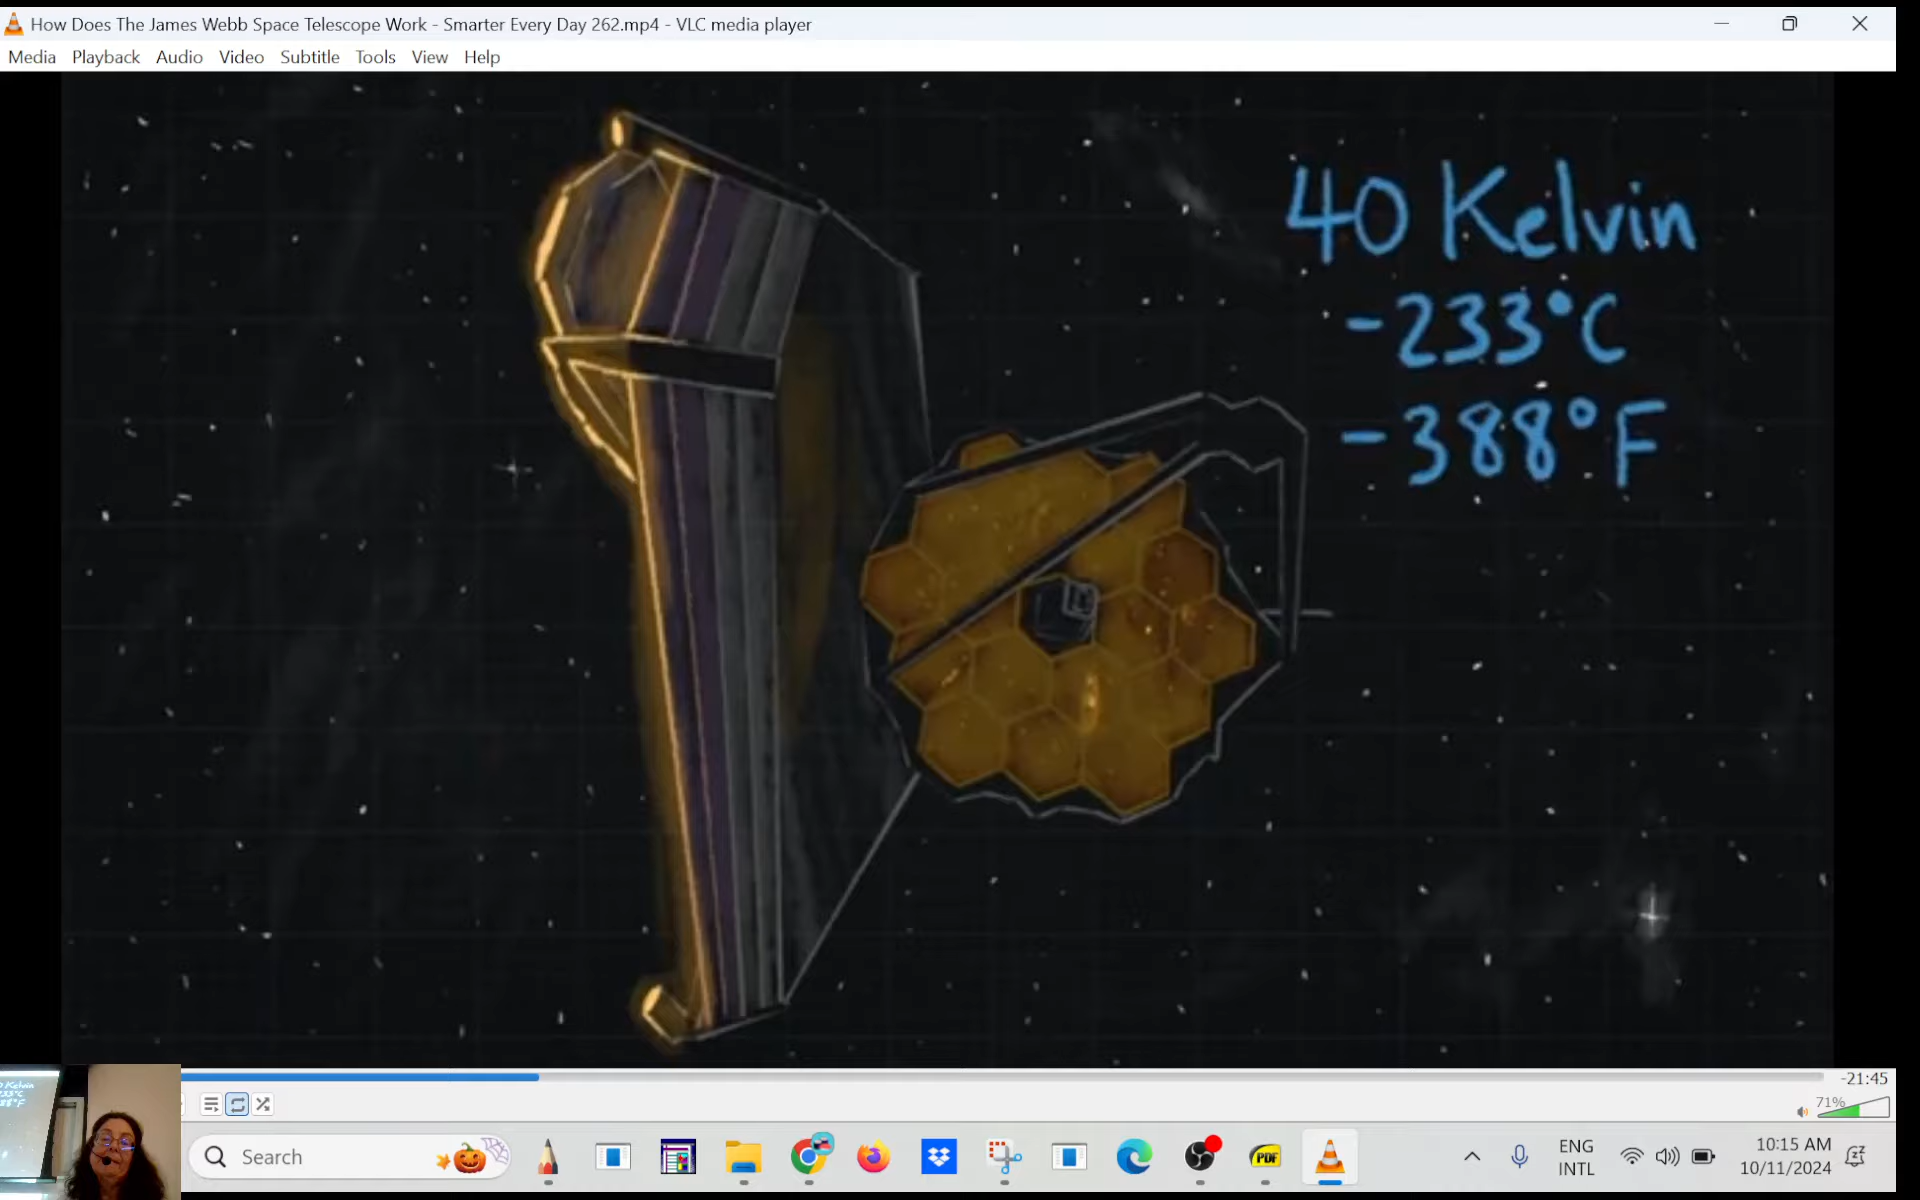 How Does The James Webb Space Telescope Work - Smarter Every Day 262.mp4 - VLC media player
Media Playback Audio Video Subtitle Tools View Help
40 Kelvin
-233°C
-388°F
-21:45
71%
Search
PDF
ENG
INTL
10:15 AM
10/11/2024